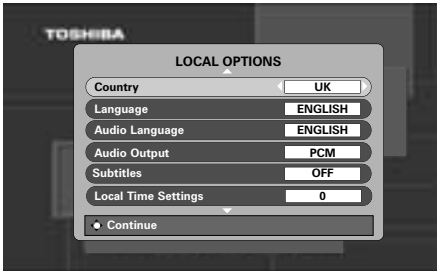 TOSHIBA
LOCAL OPTIONS
Country UK
Language ENGLISH
Audio Language ENGLISH
Audio Output PCM
Subtitles OFF
Local Time Settings 0
Continue